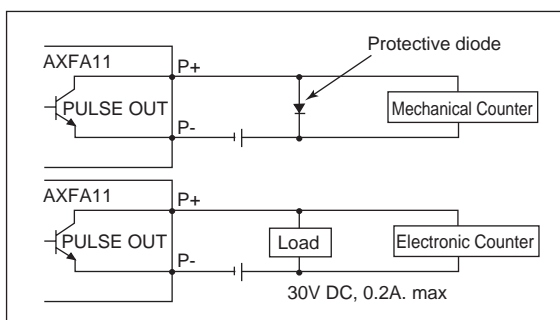 Protective diode
AXFA11
P+
PULSE OUT
Mechanical Counter
P-
AXFA11
P+
PULSE OUT
Load
Electronic Counter
P-
30V DC, 0.2A. max